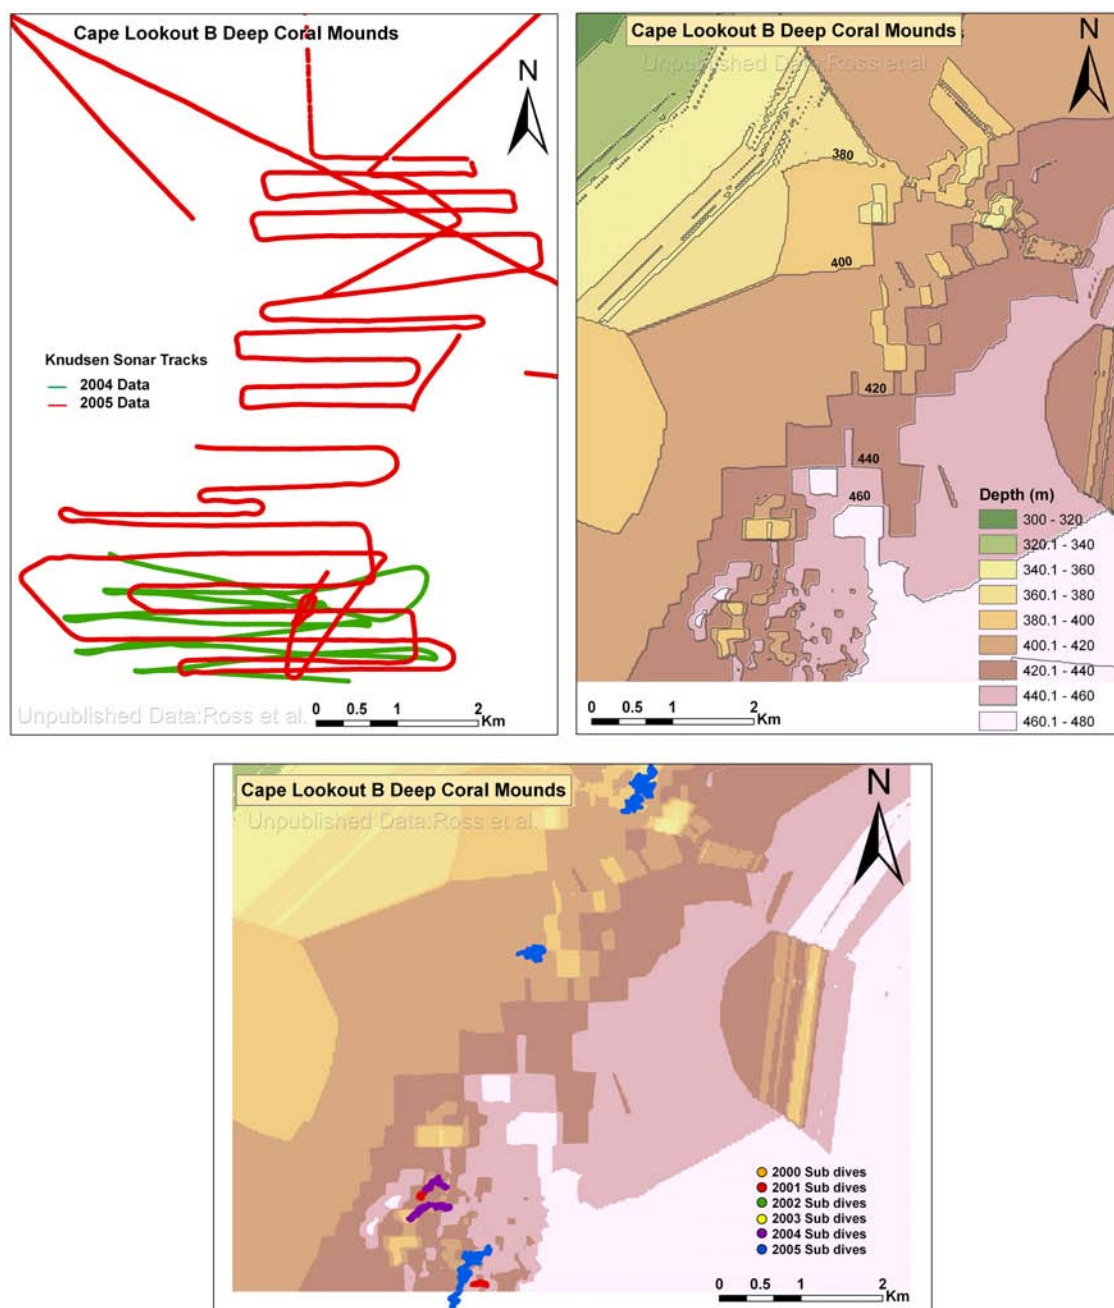 Cape Lookout B Deep Coral Mounds
N
Knudsen Sonar Tracks
2004 Data
2005 Data
Unpublished Data:Ross et al.
0 0.5 1 2
Km
Cape Lookout B Deep Coral Mounds
Unpublished Data:Ross et al.
N
380
400
420
440
460
Depth (m)
300 - 320
320.1 - 340
340.1 - 360
360.1 - 380
380.1 - 400
400.1 - 420
420.1 - 440
440.1 - 460
460.1 - 480
0 0.5 1 2
Km
Cape Lookout B Deep Coral Mounds
Unpublished Data:Ross et al.
N
2000 Sub dives
2001 Sub dives
2002 Sub dives
2003 Sub dives
2004 Sub dives
2005 Sub dives
0 0.5 1 2
Km